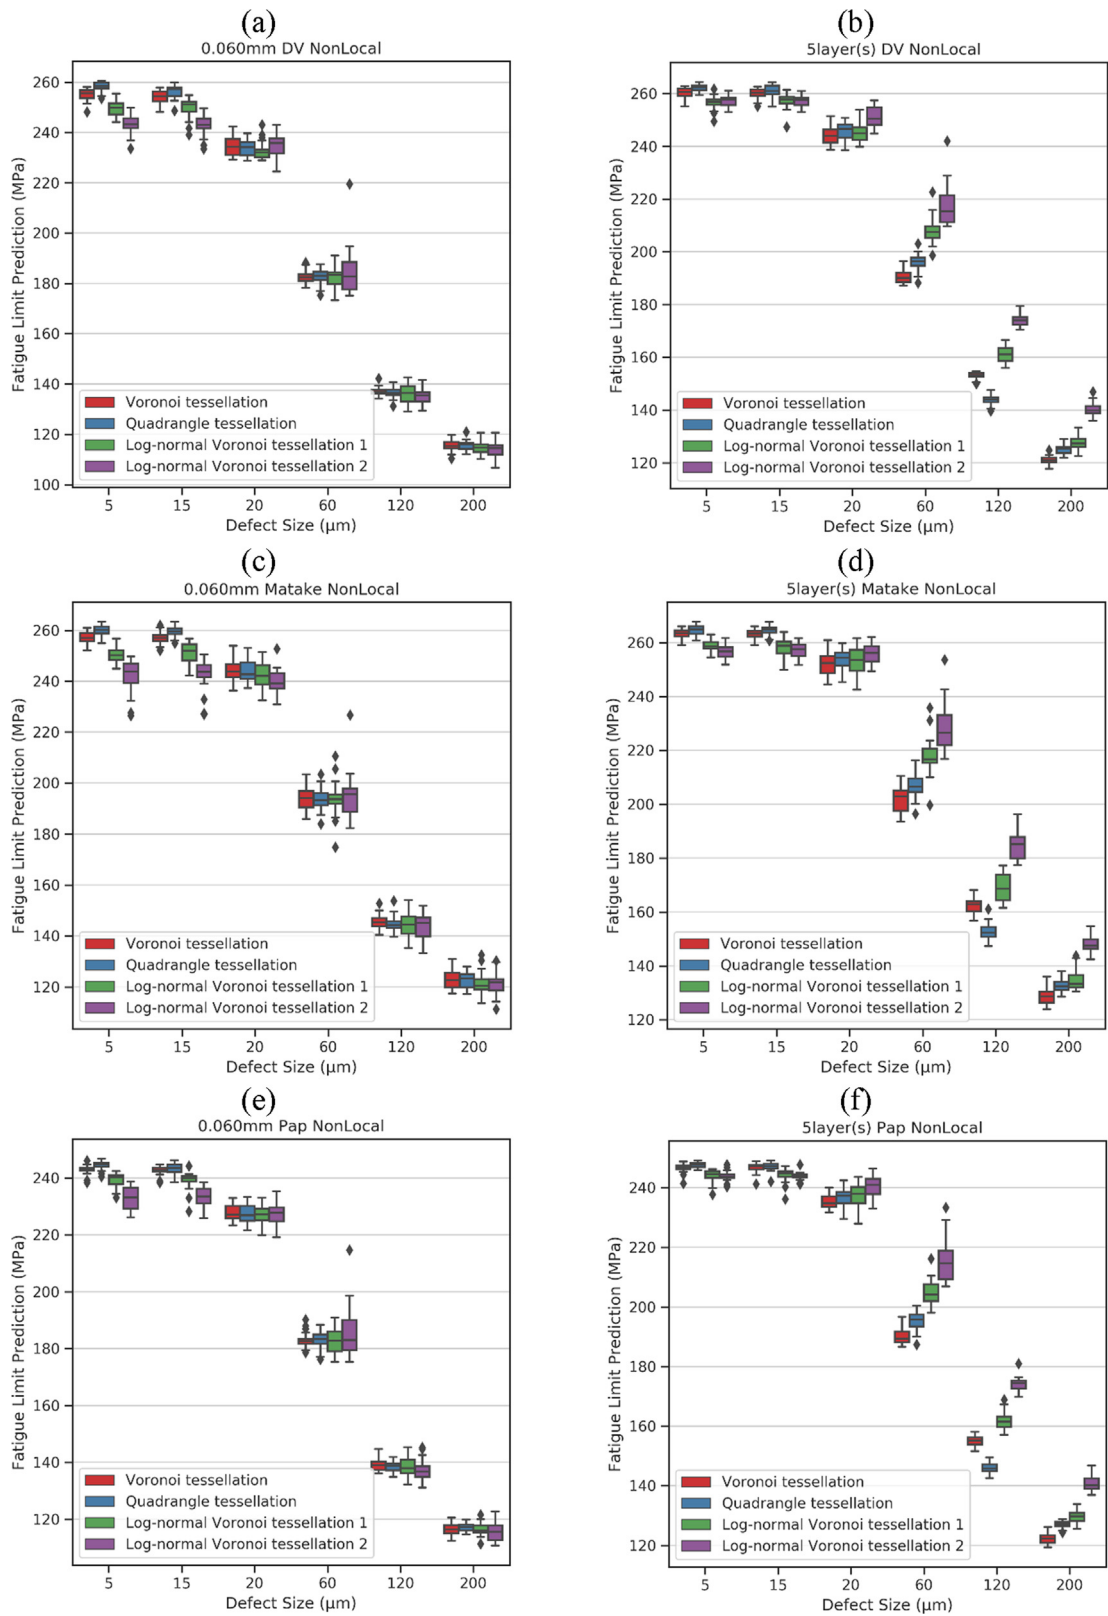 (a)
0.060mm DV NonLocal
Fatigue Limit Prediction (MPa)
260
240
220
200
180
160
140
120
100
Voronoi tessellation
Quadrangle tessellation
Log-normal Voronoi tessellation 1
Log-normal Voronoi tessellation 2
5 15 20 60 120 200
Defect Size (μm)
(b)
5layer(s) DV NonLocal
Fatigue Limit Prediction (MPa)
260
240
220
200
180
160
140
120
Voronoi tessellation
Quadrangle tessellation
Log-normal Voronoi tessellation 1
Log-normal Voronoi tessellation 2
5 15 20 60 120 200
Defect Size (μm)
(c)
0.060mm Matake NonLocal
Fatigue Limit Prediction (MPa)
260
240
220
200
180
160
140
120
Voronoi tessellation
Quadrangle tessellation
Log-normal Voronoi tessellation 1
Log-normal Voronoi tessellation 2
5 15 20 60 120 200
Defect Size (μm)
(d)
5layer(s) Matake NonLocal
Fatigue Limit Prediction (MPa)
260
240
220
200
180
160
140
120
Voronoi tessellation
Quadrangle tessellation
Log-normal Voronoi tessellation 1
Log-normal Voronoi tessellation 2
5 15 20 60 120 200
Defect Size (μm)
(e)
0.060mm Pap NonLocal
Fatigue Limit Prediction (MPa)
240
220
200
180
160
140
120
Voronoi tessellation
Quadrangle tessellation
Log-normal Voronoi tessellation 1
Log-normal Voronoi tessellation 2
5 15 20 60 120 200
Defect Size (μm)
(f)
5layer(s) Pap NonLocal
Fatigue Limit Prediction (MPa)
240
220
200
180
160
140
120
Voronoi tessellation
Quadrangle tessellation
Log-normal Voronoi tessellation 1
Log-normal Voronoi tessellation 2
5 15 20 60 120 200
Defect Size (μm)